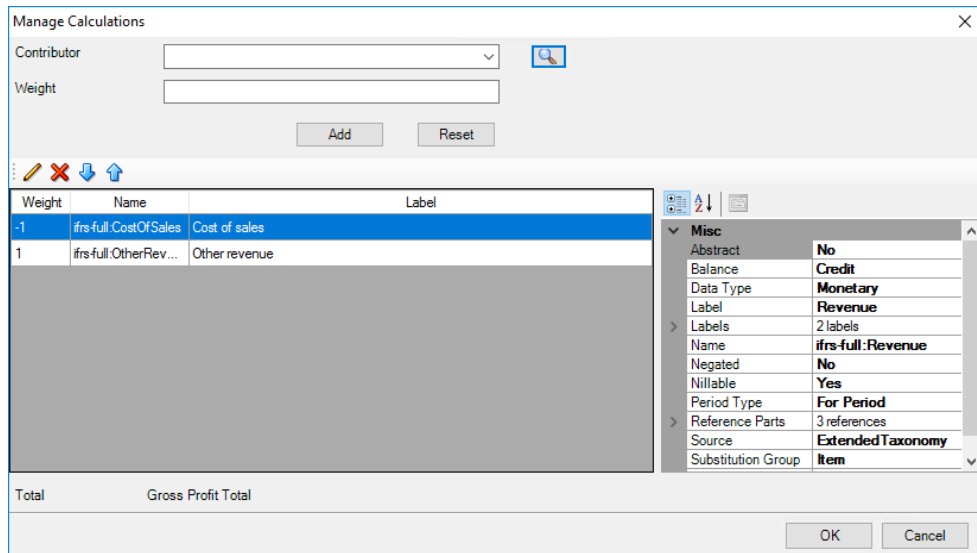 Manage Calculations
Contributor
Weight
Add Reset
Weight Name Label
-1 ifrs-full:CostOfSales Cost of sales
1 ifrs-full:OtherRev... Other revenue
Misc
Abstract No
Balance Credit
Data Type Monetary
Label Revenue
Labels 2 labels
Name ifrs-full:Revenue
Negated No
Nillable Yes
Period Type For Period
Reference Parts 3 references
Source ExtendedTaxonomy
Substitution Group Item
Total Gross Profit Total
OK Cancel